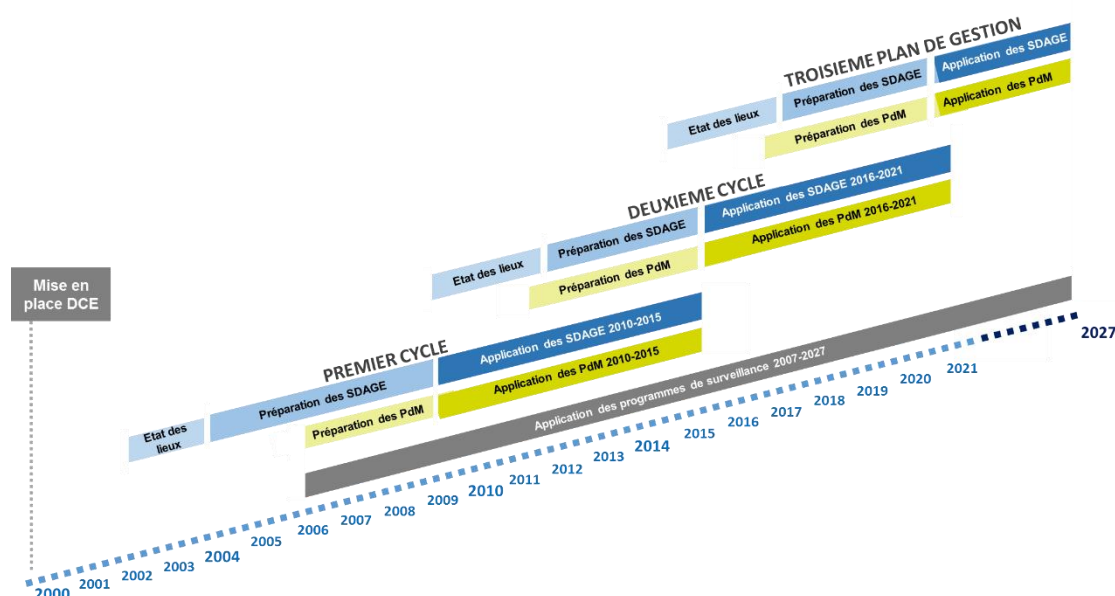 TROISIEME PLAN DE GESTION
Etat des lieux
Préparation des SDAGE
Application des SDAGE
Préparation des PdM
Application des PdM
DEUXIEME CYCLE
Etat des lieux
Préparation des SDAGE
Application des SDAGE 2016-2021
Préparation des PdM
Application des PdM 2016-2021
Mise en
place DCE
PREMIER CYCLE
Etat des
lieux
Préparation des SDAGE
Application des SDAGE 2010-2015
Préparation des PdM
Application des PdM 2010-2015
Application des programmes de surveillance 2007-2027
2000
2001
2002
2003
2004
2005
2006
2007
2008
2009
2010
2011
2012
2013
2014
2015
2016
2017
2018
2019
2020
2021
2027